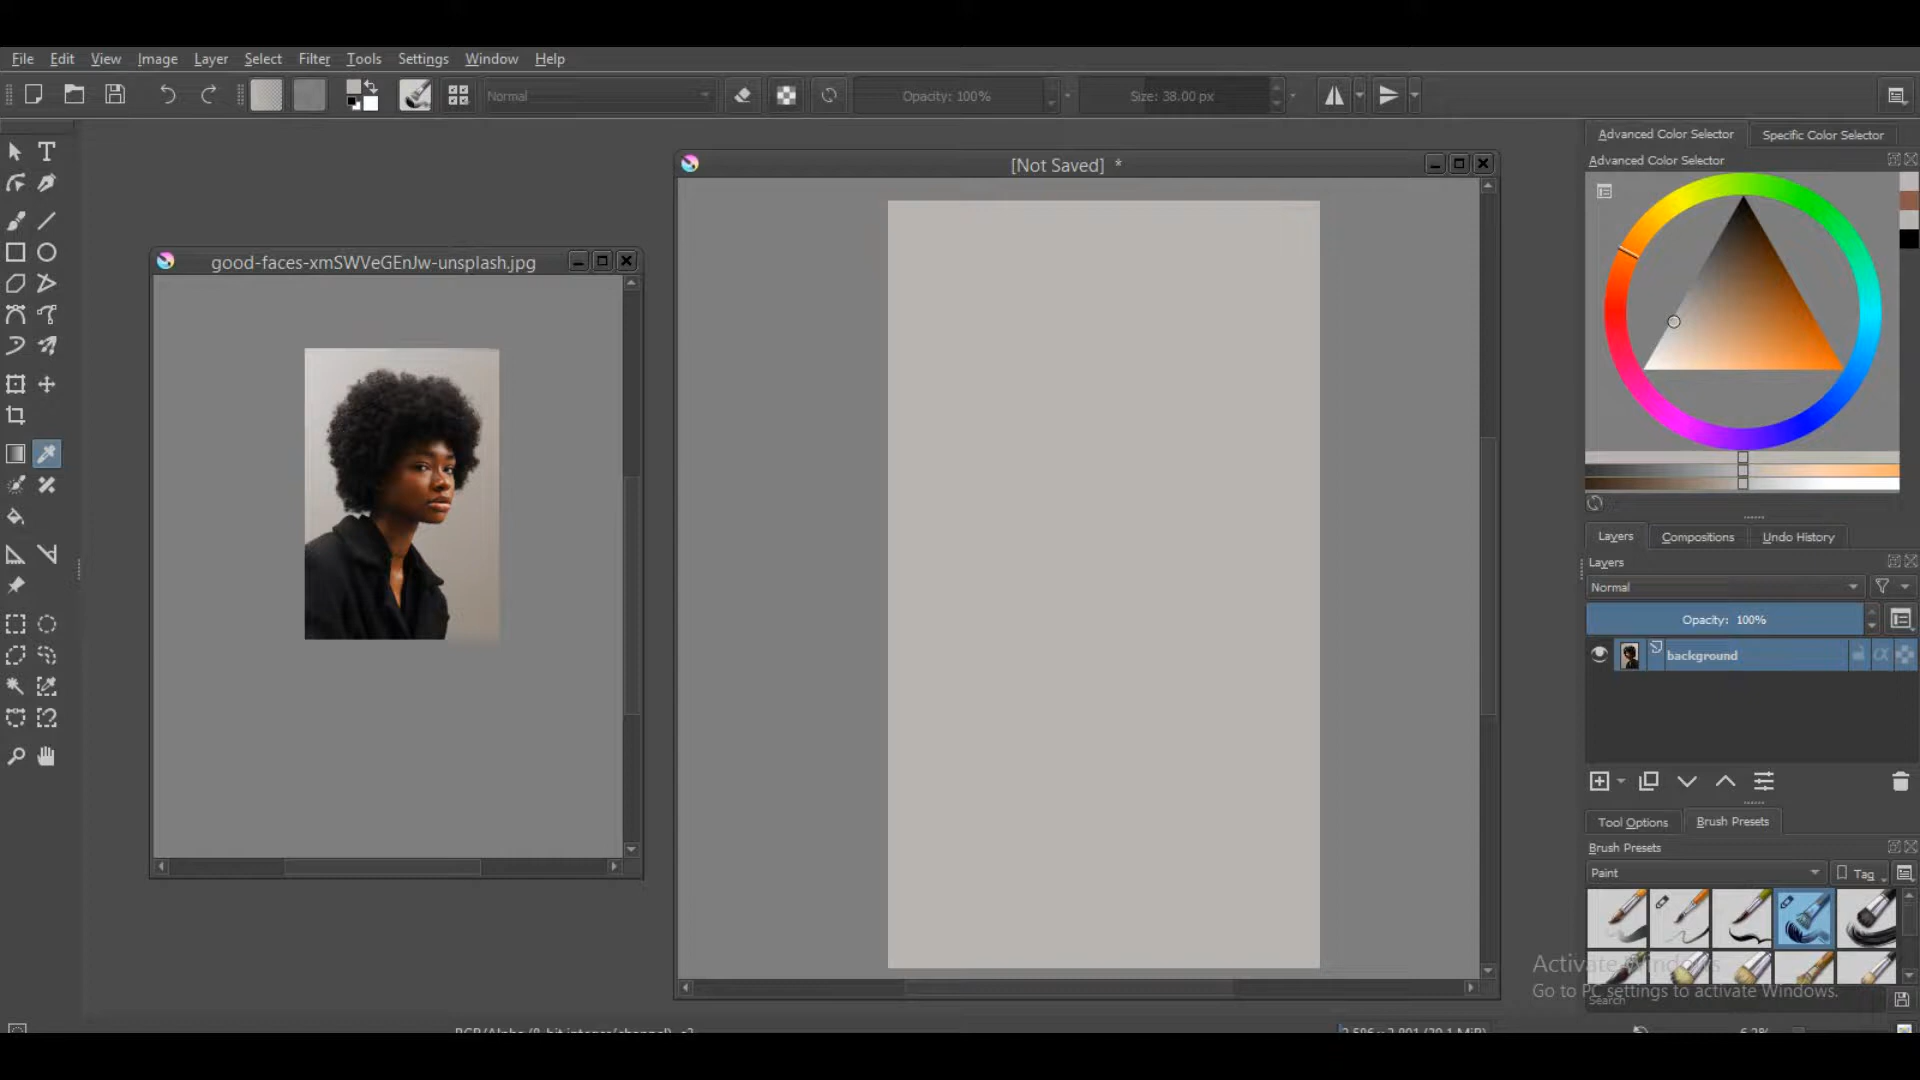 File Edit View Image Layer Select Filter Tools Settings Window Help
Normal
Opacity: 100%
Size: 38.00 px
Advanced Color Selector
Specific Color Selector
Advanced Color Selector
[Not Saved] *
good-faces-xmSWVeGEnJw-unsplash.jpg
Layers
Compositions
Undo History
Layers
Normal
Opacity: 100%
background
Tool Options
Brush Presets
Brush Presets
Paint
Tag
Activate Windows
Go to PC settings to activate Windows.
Search